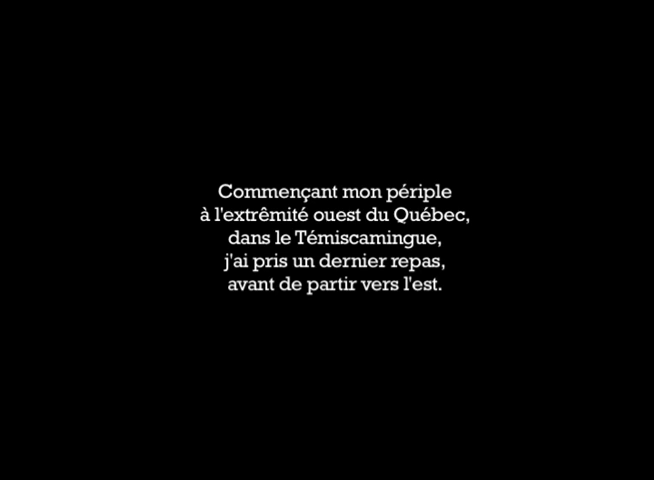 Commençant mon périple
à l'extrêmité ouest du Québec,
dans le Témiscamingue,
j'ai pris un dernier repas,
avant de partir vers l'est.